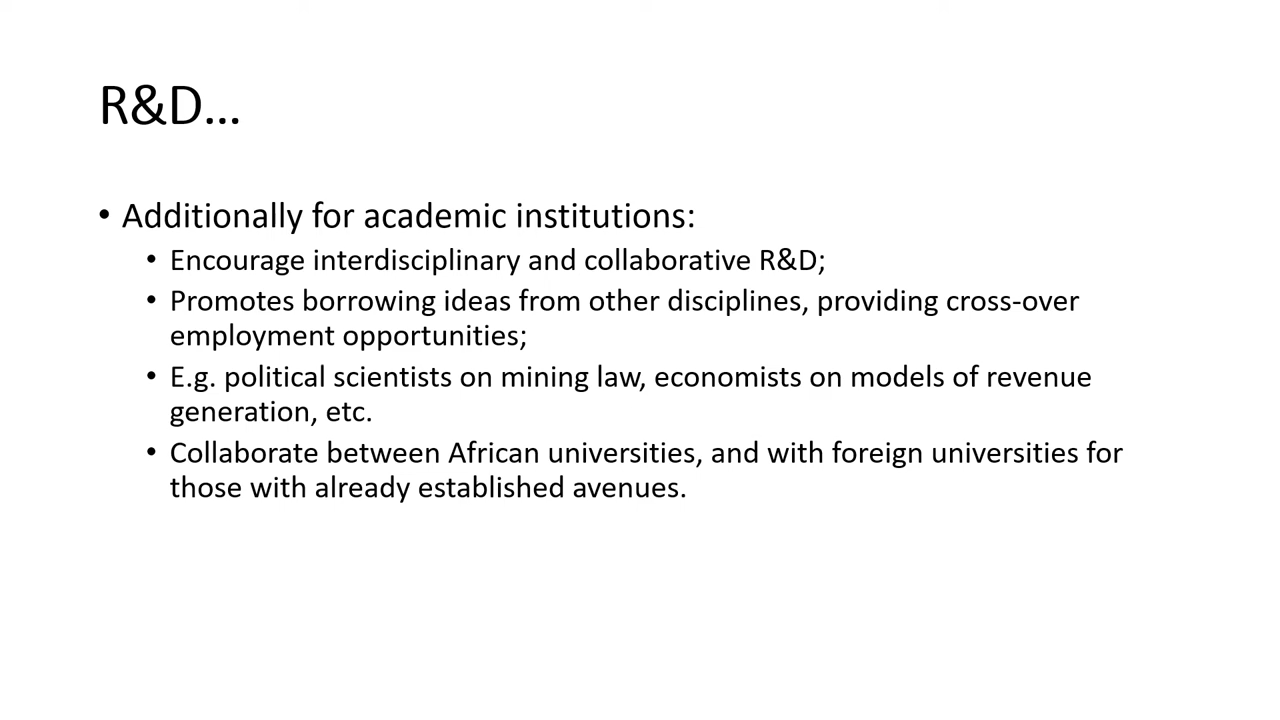 R&D...
• Additionally for academic institutions:
• Encourage interdisciplinary and collaborative R&D;
• Promotes borrowing ideas from other disciplines, providing cross-over
employment opportunities;
• E.g. political scientists on mining law, economists on models of revenue
generation, etc.
• Collaborate between African universities, and with foreign universities for
those with already established avenues.